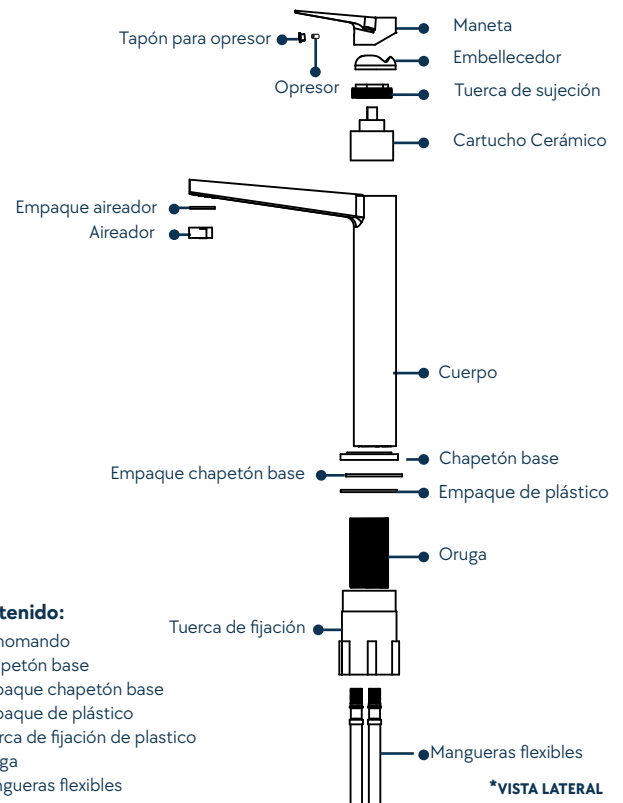 Maneta
Tapón para opresor
Embellecedor
Opresor
Tuerca de sujeción
Cartucho Cerámico
Empaque aireador
Aireador
Cuerpo
Chapetón base
Empaque chapetón base
Empaque de plástico
Oruga
Tuerca de fijación
tenido:
nomando
petón base
paque chapetón base
paque de plástico
rca de fijación de plastico
ga
ngueras flexibles
Mangueras flexibles
*VISTA LATERAL